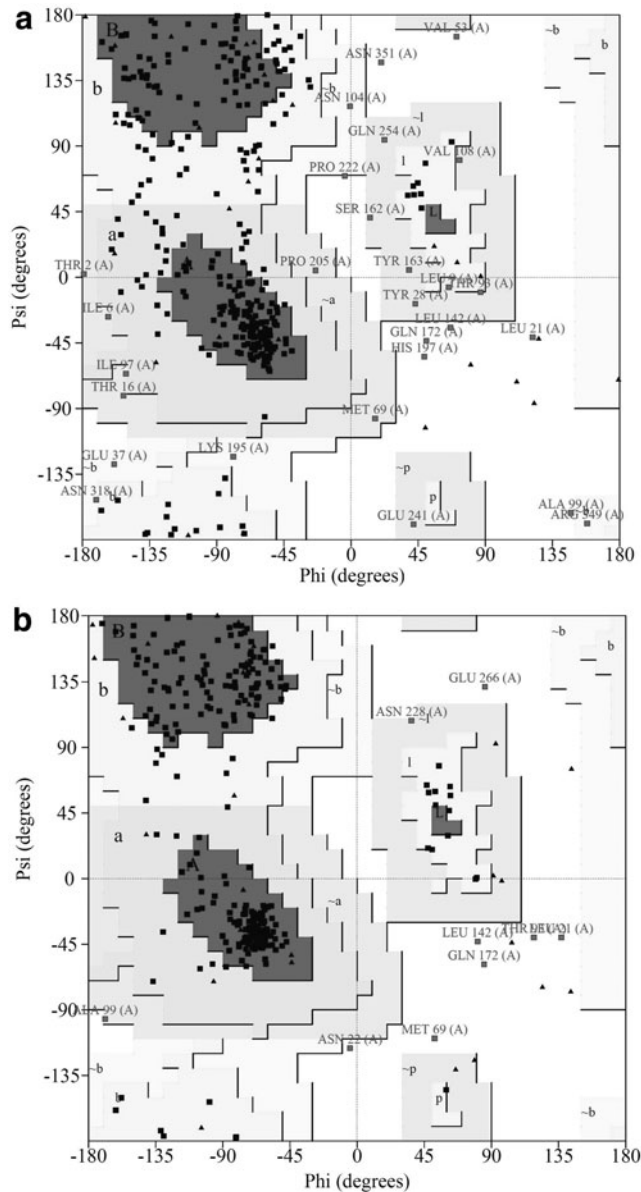 a
180
B
VAL 53 (A)
~b
b
ASN 351 (A)
135
b
~b
ASN 104 (A)
~l
90
GLN 254 (A)
l
VAL 108 (A)
PRO 222 (A)
45
a
SER 162 (A)
L
THR 2 (A)
PRO 205 (A)
TYR 163 (A)
0
LEU 9 (A)
THR 93 (A)
~a
TYR 28 (A)
ILE 6 (A)
LEU 142 (A)
-45
GLN 172 (A)
LEU 21 (A)
HIS 197 (A)
ILE 97 (A)
THR 16 (A)
-90
MET 69 (A)
GLU 37 (A)
LYS 195 (A)
~b
~p
-135
ASN 318 (A)
b
p
ALA 99 (A)
~b
GLU 241 (A)
ARG 349 (A)
-180 -135 -90 -45 0 45 90 135 180
Phi (degrees)
Psi (degrees)
b
180
B
~b
b
135
b
~b
GLU 266 (A)
ASN 228 (A)
~l
90
l
45
a
L
A
0
~a
-45
LEU 142 (A)
GLN 172 (A)
-90
ALA 99 (A)
MET 69 (A)
ASN 22 (A)
~b
~p
-135
b
p
~b
-180 -135 -90 -45 0 45 90 135 180
Phi (degrees)
Psi (degrees)